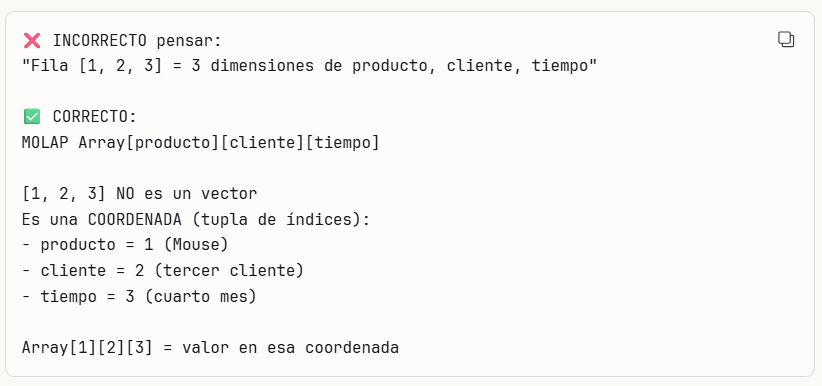 ❌ INCORRECTO pensar:
"Fila [1, 2, 3] = 3 dimensiones de producto, cliente, tiempo"
✅ CORRECTO:
MOLAP Array[producto][cliente][tiempo]
[1, 2, 3] NO es un vector
Es una COORDENADA (tupla de índices):
- producto = 1 (Mouse)
- cliente = 2 (tercer cliente)
- tiempo = 3 (cuarto mes)
Array[1][2][3] = valor en esa coordenada